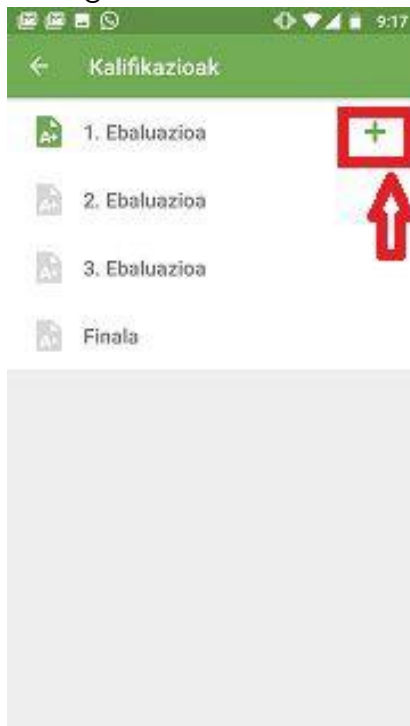 9:17
Kalifikazioak
A+ 1. Ebaluazioa +
A+ 2. Ebaluazioa
A+ 3. Ebaluazioa
A+ Finala